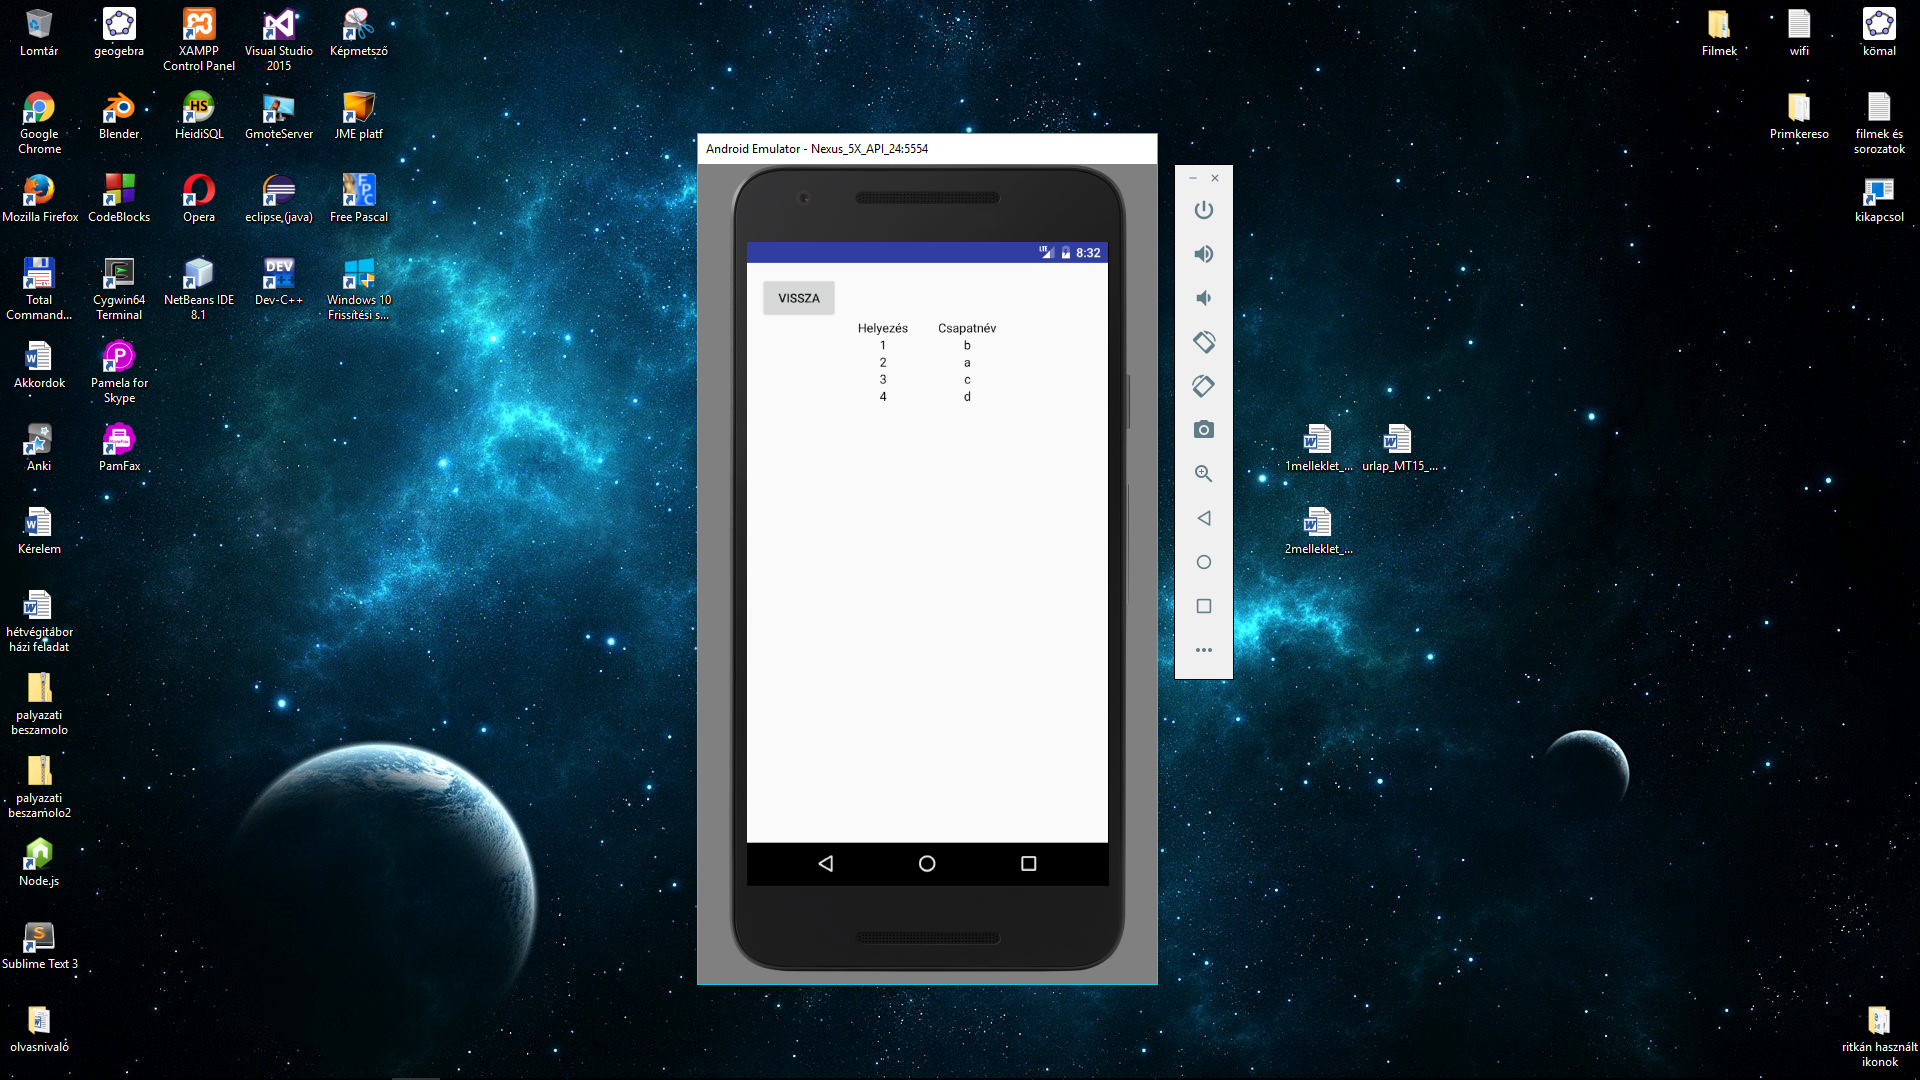 Lomtár
geogebra
XAMPP
Control Panel
Visual Studio
2015
Képmetsző
Google
Chrome
Blender
HeidiSQL
GmoteServer
JME platf
Mozilla Firefox
CodeBlocks
Opera
eclipse (java)
Free Pascal
Total
Command...
Cygwin64
Terminal
NetBeans IDE
8.1
Dev-C++
Windows 10
Frissítési s...
Akkordok
Pamela for
Skype
Anki
PamFax
Kérelem
hétvégitábor
házi feladat
palyazati
beszamolo
palyazati
beszamolo2
Node.js
Sublime Text 3
olvasnivaló
Android Emulator - Nexus_5X_API_24:5554
LTE
8:32
VISSZA
Helyezés Csapatnév
1 b
2 a
3 c
4 d
1melleklet_...
urlap_MT15_...
2melleklet_...
Filmek
wifi
kömal
Primkereso
filmek és
sorozatok
kikapcsol
ritkán használt
ikonok